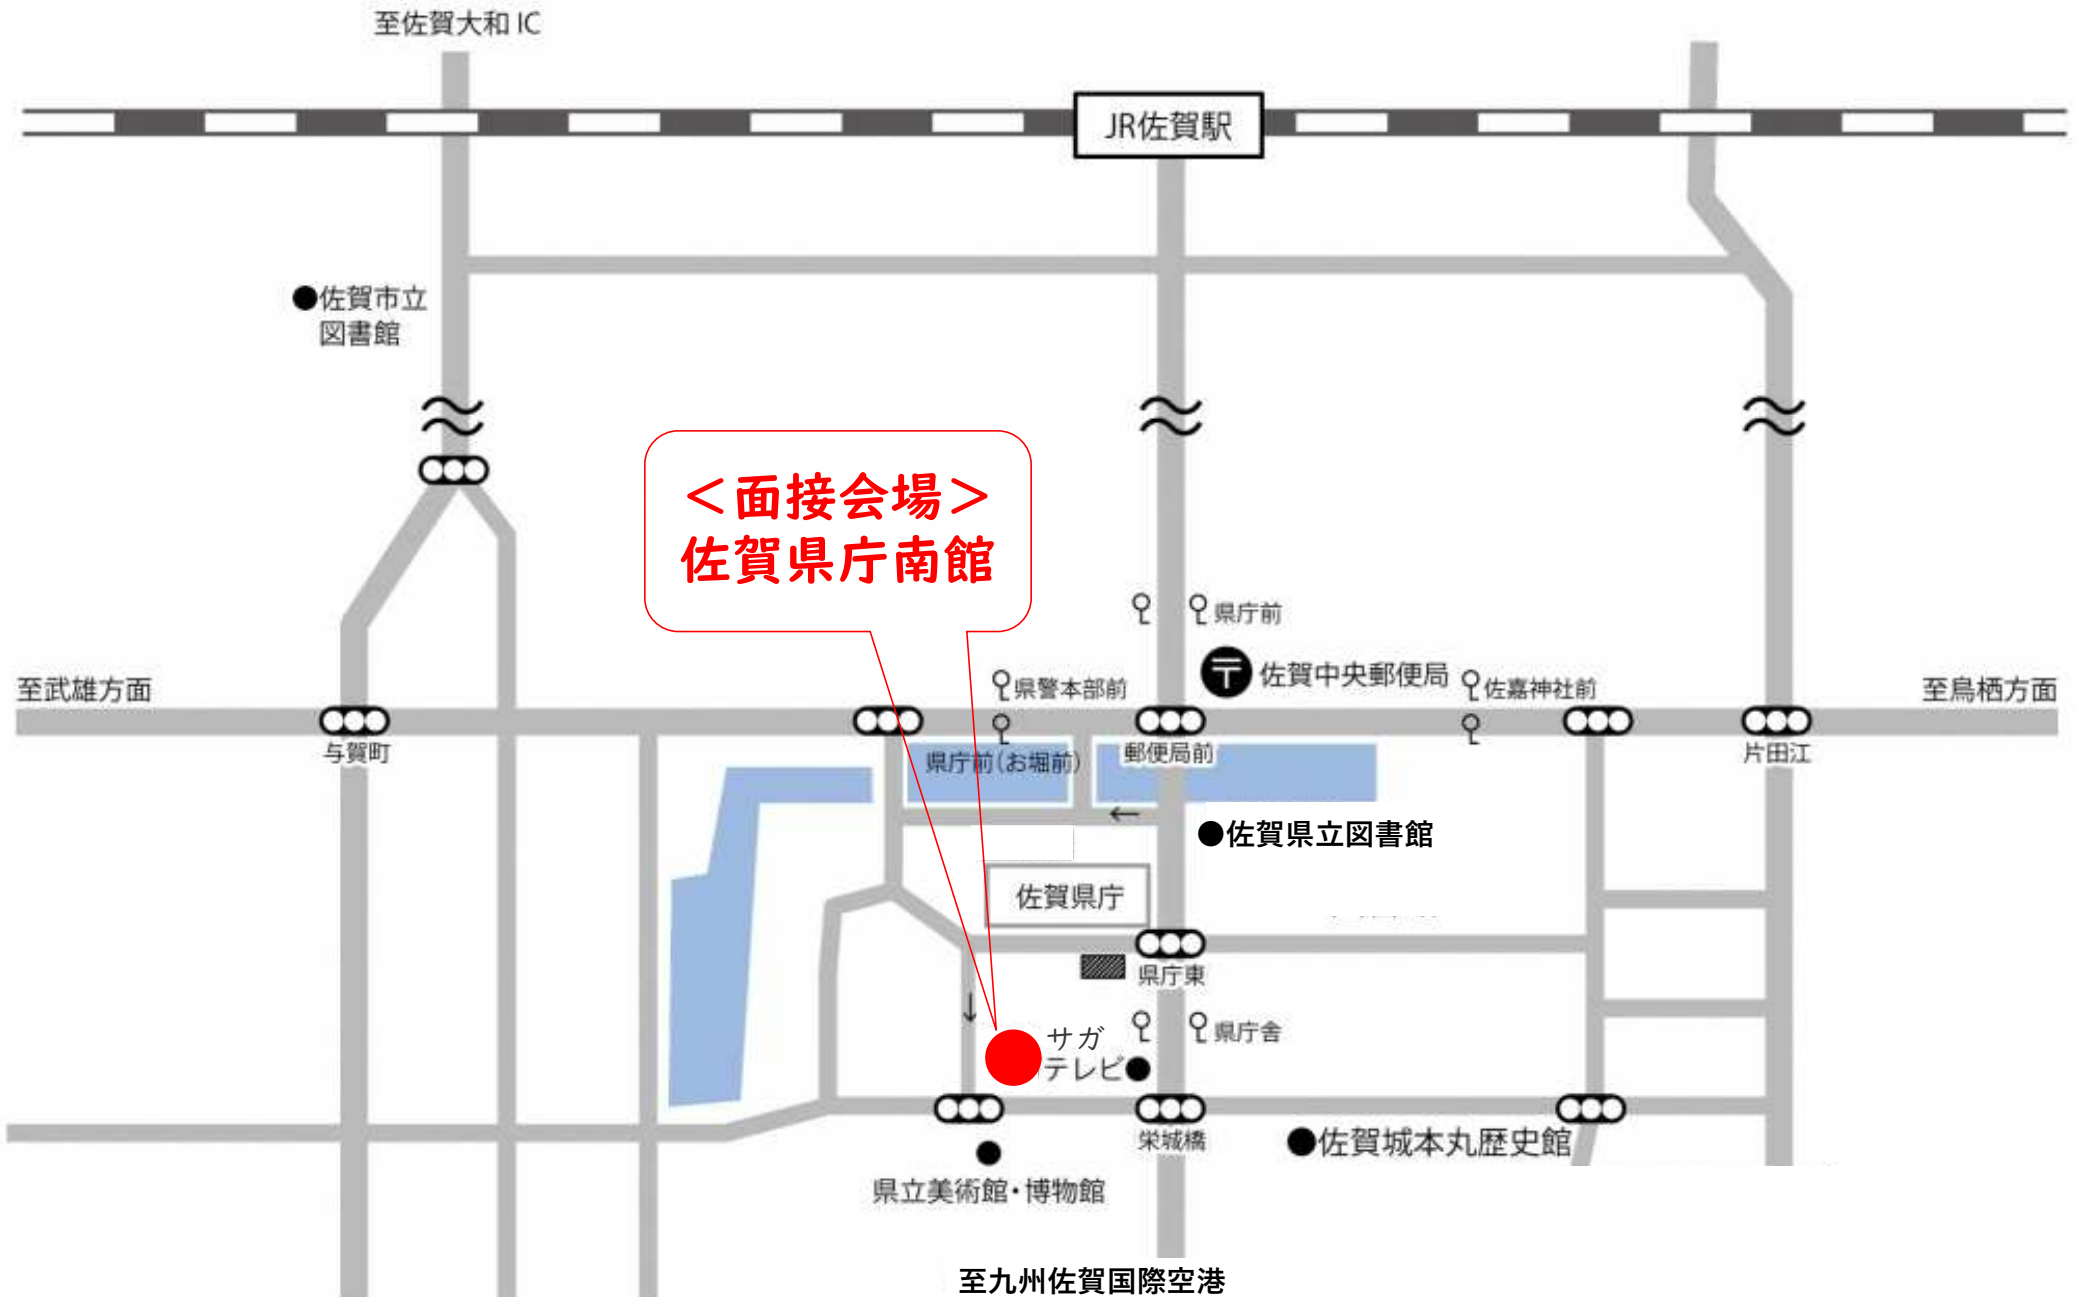 至佐賀大和IC
JR佐賀駅
●佐賀市立
図書館
＜面接会場＞
佐賀県庁南館
県庁前
〒佐賀中央郵便局
県警本部前
佐嘉神社前
至武雄方面
至鳥栖方面
与賀町
県庁前(お堀前)
郵便局前
片田江
←
●佐賀県立図書館
佐賀県庁
県庁東
↓
サガ
テレビ●
県庁舎
栄城橋
●佐賀城本丸歴史館
県立美術館・博物館
至九州佐賀国際空港